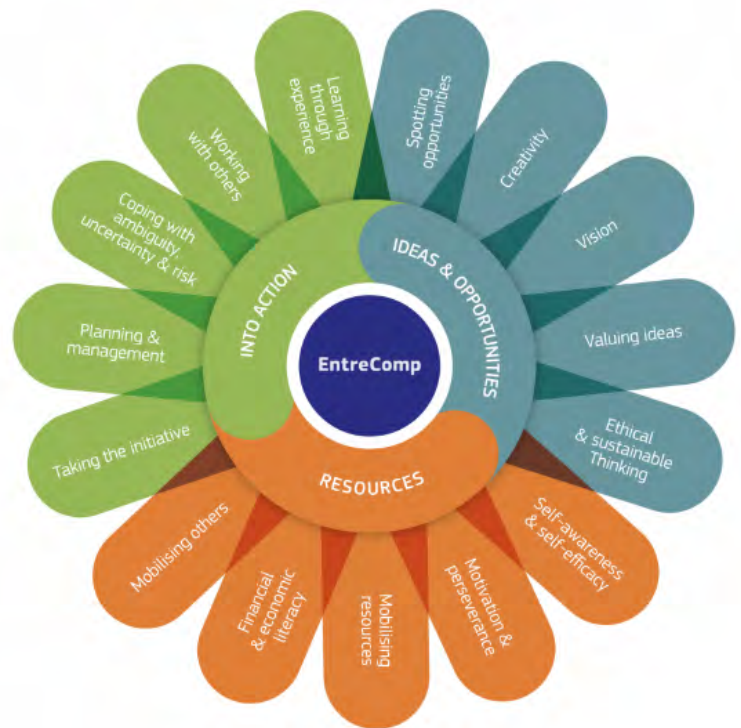 EntreComp
IDEAS & OPPORTUNITIES
Spotting
opportunities
Creativity
Vision
Valuing ideas
Ethical
& sustainable
Thinking
RESOURCES
Self-awareness
& self-efficacy
Motivation &
perseverance
Mobilising
resources
Financial
& economic
literacy
Mobilising others
INTO ACTION
Taking the initiative
Planning &
management
Coping with
ambiguity,
uncertainty & risk
Working
with others
Learning
through
experience